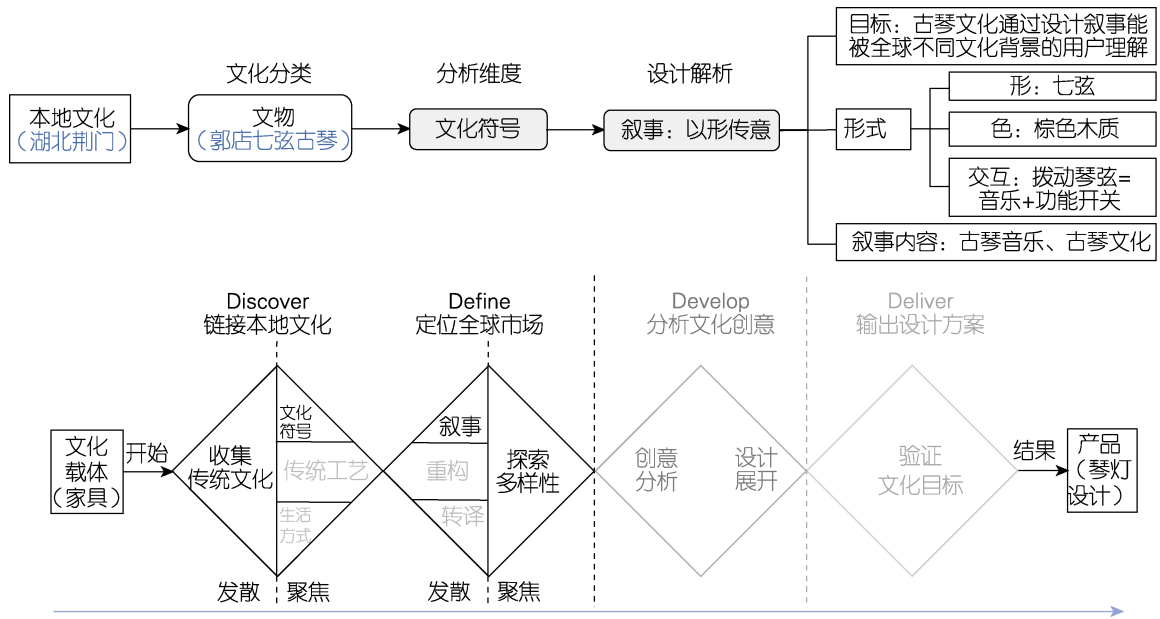 文化分类
分析维度
设计解析
本地文化
（湖北荆门）
文物
（郭店七弦古琴）
文化符号
叙事：以形传意
目标：古琴文化通过设计叙事能
被全球不同文化背景的用户理解
形式
形：七弦
色：棕色木质
交互：拨动琴弦=
音乐+功能开关
叙事内容：古琴音乐、古琴文化
Discover
链接本地文化
Define
定位全球市场
Develop
分析文化创意
Deliver
输出设计方案
文化
载体
（家具）
开始
收集
传统文化
文化
符号
传统工艺
生活
方式
叙事
重构
转译
探索
多样性
创意
分析
设计
展开
验证
文化目标
结果
产品
（琴灯
设计）
发散
聚焦
发散
聚焦